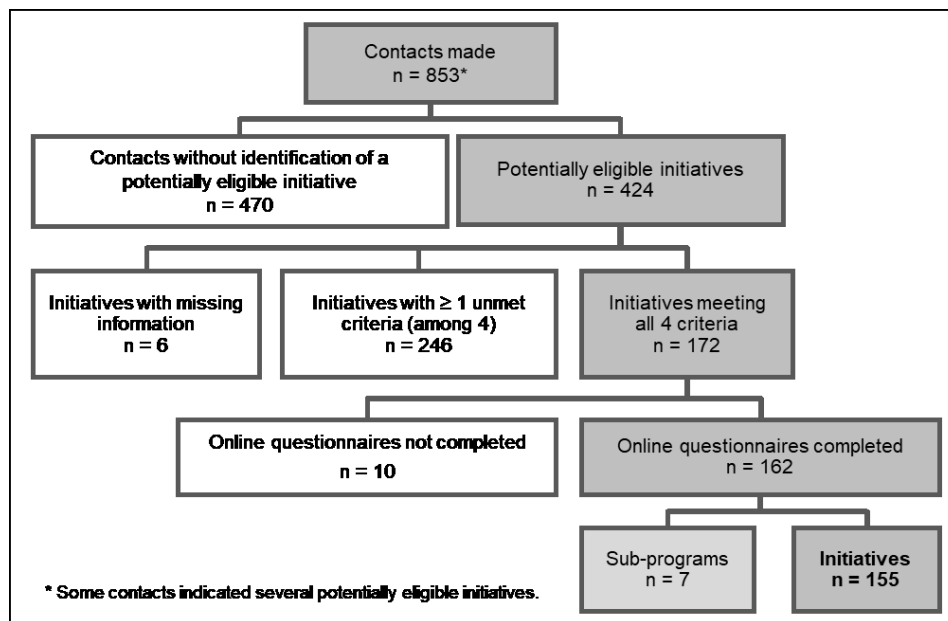 Contacts made
n = 853*
Contacts without identification of a
potentially eligible initiative
n = 470
Potentially eligible initiatives
n = 424
Initiatives with missing
information
n = 6
Initiatives with ≥ 1 unmet
criteria (among 4)
n = 246
Initiatives meeting
all 4 criteria
n = 172
Online questionnaires not completed
n = 10
Online questionnaires completed
n = 162
Sub-programs
n = 7
Initiatives
n = 155
* Some contacts indicated several potentially eligible initiatives.